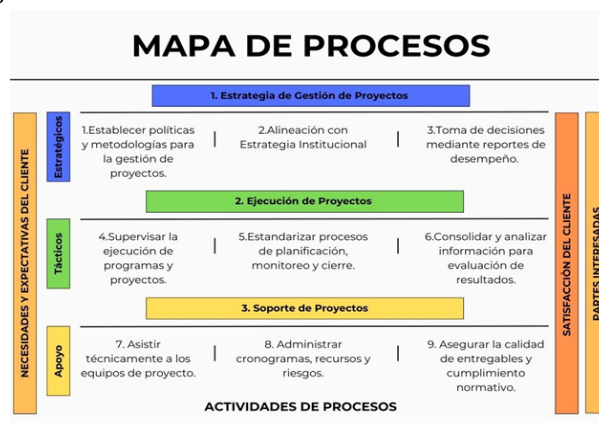 MAPA DE PROCESOS
1. Estrategia de Gestión de Proyectos
NECESIDADES Y EXPECTATIVAS DEL CLIENTE
Estratégicos
1.Establecer políticas
y metodologías para
la gestión de
proyectos.
2.Alineación con
Estrategia Institucional
3.Toma de decisiones
mediante reportes de
desempeño.
2. Ejecución de Proyectos
Tácticos
4.Supervisar la
ejecución de
programas y
proyectos.
5.Estandarizar procesos
de planificación,
monitoreo y cierre.
6.Consolidar y analizar
información para
evaluación de
resultados.
3. Soporte de Proyectos
Apoyo
7. Asistir
técnicamente a los
equipos de proyecto.
8. Administrar
cronogramas, recursos y
riesgos.
9. Asegurar la calidad
de entregables y
cumplimiento
normativo.
SATISFACCIÓN DEL CLIENTE
PARTES INTERESADAS
ACTIVIDADES DE PROCESOS